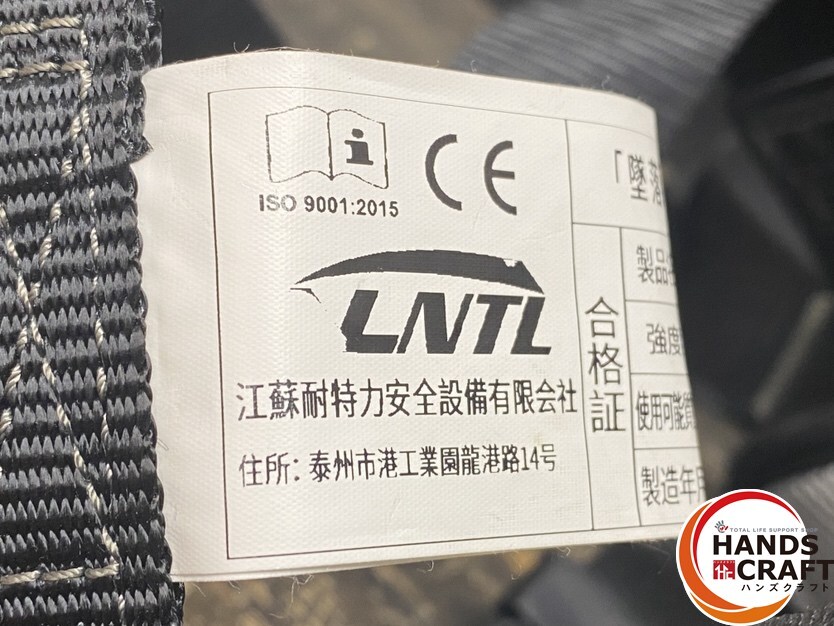 ISO 9001:2015
CE
LNTL
江蘇耐特力安全設備有限会社
住所: 泰州市港工業園龍港路14号
合格証
「墜落
製品
強度
使用可能
製造年
TOTAL LIFE SUPPORT SHOP
HANDS
CRAFT
ハンズクラフト